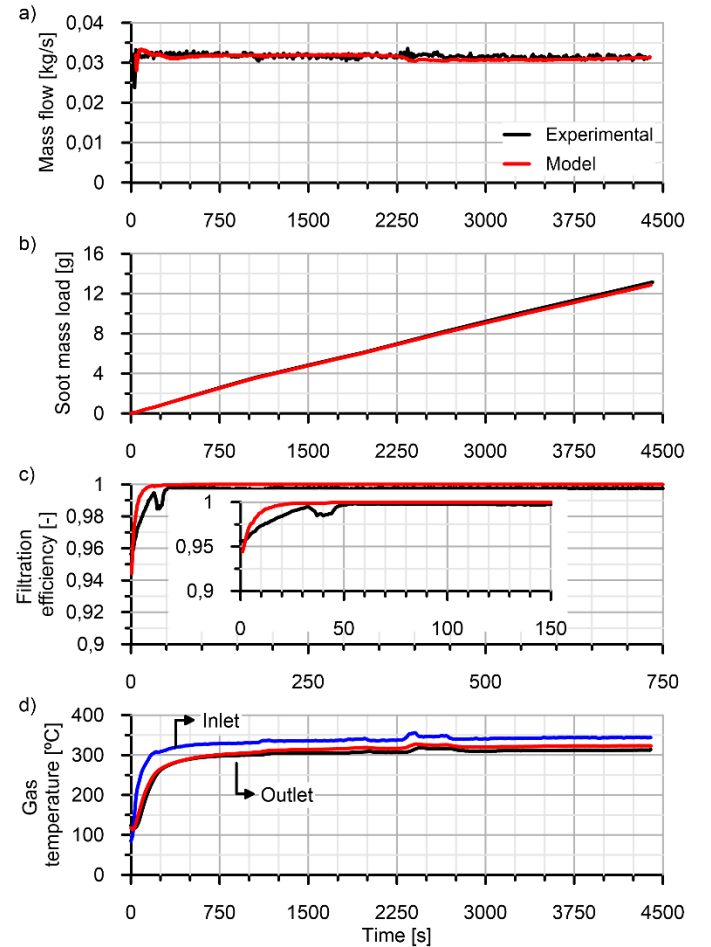 a)
Mass flow [kg/s]
0,04
0,03
0,02
0,01
0
Experimental
Model
0 750 1500 2250 3000 3750 4500
b)
Soot mass load [g]
16
12
8
4
0
0 750 1500 2250 3000 3750 4500
c)
Filtration
efficiency [-]
1
0,98
0,96
0,94
0,92
0,9
1
0,95
0,9
0 50 100 150
0 250 500 750
d)
Gas
temperature [ºC]
400
300
200
100
0
Inlet
Outlet
0 750 1500 2250 3000 3750 4500
Time [s]